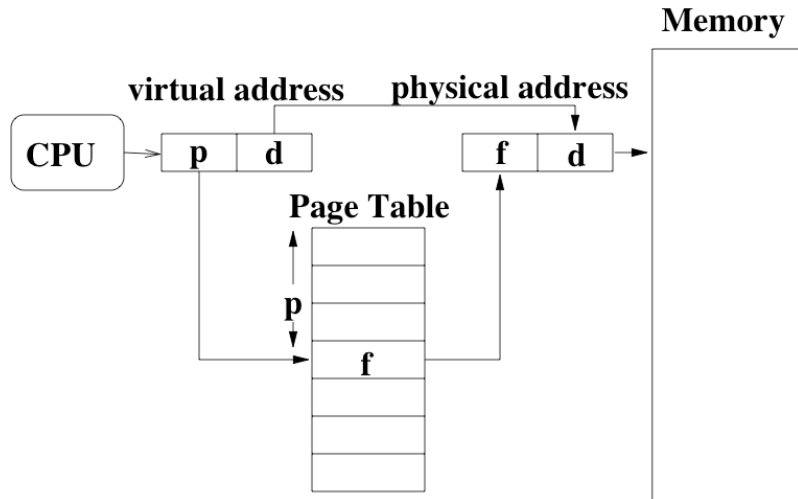 Memory
virtual address
physical address
CPU
p
d
f
d
Page Table
p
f